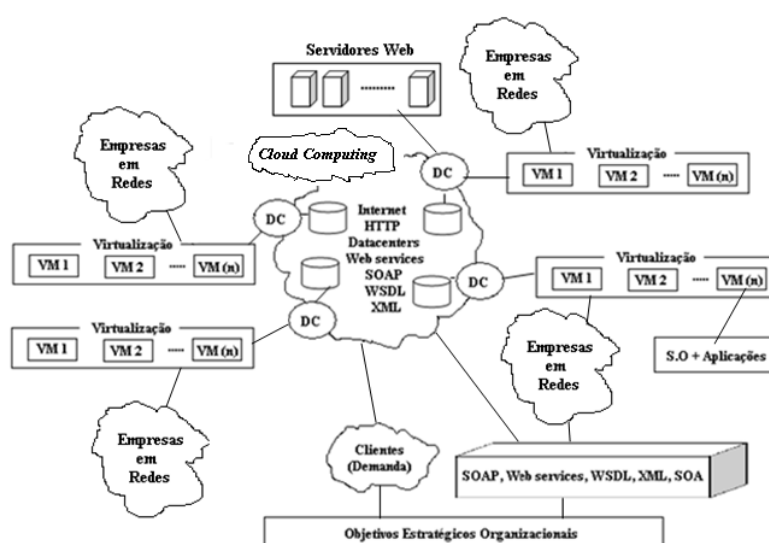 Servidores Web
Empresas
em
Redes
Empresas
em
Redes
Cloud Computing
Virtualização
VM 1 VM 2 ..... VM(n)
DC
DC
Internet
HTTP
Datacenters
Web services
SOAP
WSDL
XML
Virtualização
VM 1 VM 2 ..... VM(n)
Virtualização
VM 1 VM 2 ..... VM(n)
DC
DC
Virtualização
VM 1 VM 2 ..... VM(n)
Empresas
em
Redes
S.O + Aplicações
Empresas
em
Redes
Clientes
(Demanda)
SOAP, Web services, WSDL, XML, SOA
Objetivos Estratégicos Organizacionais